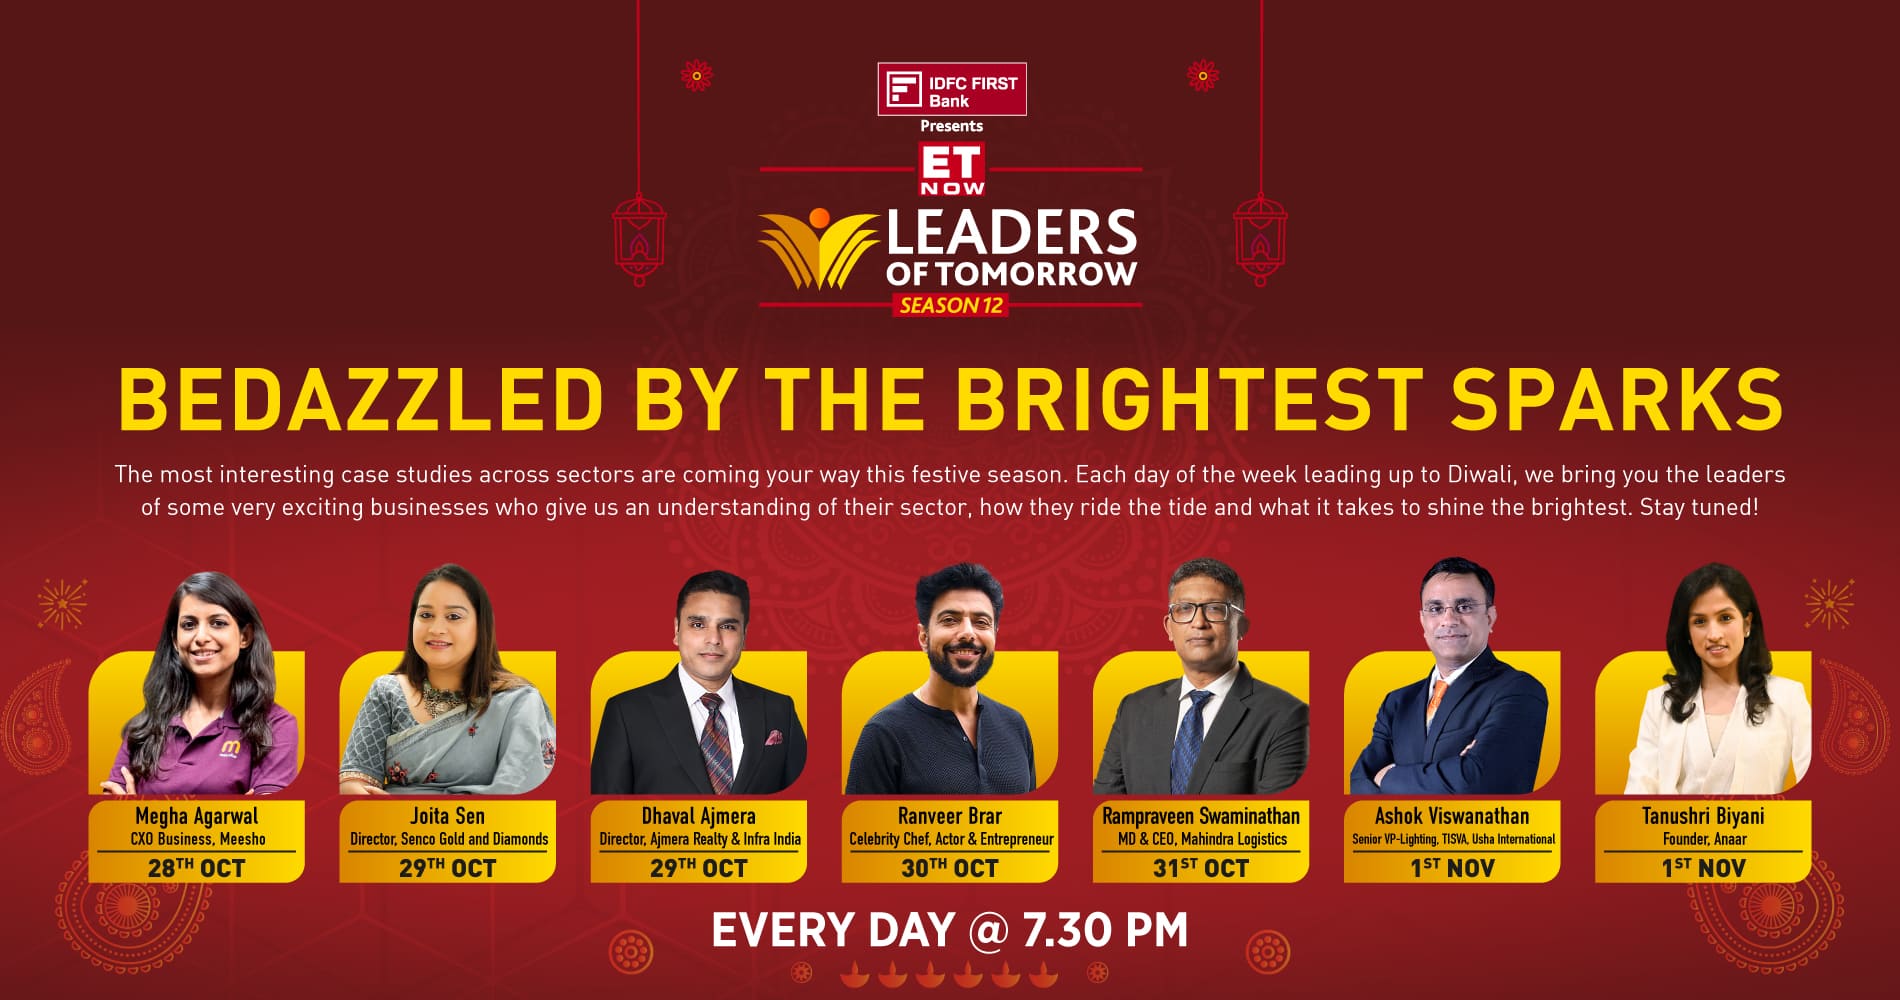 IDFC FIRST
Bank
Presents
ET
NOW
LEADERS
OF TOMORROW
SEASON 12
BEDAZZLED BY THE BRIGHTEST SPARKS
The most interesting case studies across sectors are coming your way this festive season. Each day of the week leading up to Diwali, we bring you the leaders
of some very exciting businesses who give us an understanding of their sector, how they ride the tide and what it takes to shine the brightest. Stay tuned!
m
Megha Agarwal
CXO Business, Meesho
28TH OCT
Joita Sen
Director, Senco Gold and Diamonds
29TH OCT
Dhaval Ajmera
Director, Ajmera Realty & Infra India
29TH OCT
Ranveer Brar
Celebrity Chef, Actor & Entrepreneur
30TH OCT
Rampraveen Swaminathan
MD & CEO, Mahindra Logistics
31ST OCT
Ashok Viswanathan
Senior VP-Lighting, TISVA, Usha International
1ST NOV
Tanushri Biyani
Founder, Anaar
1ST NOV
EVERY DAY @ 7.30 PM